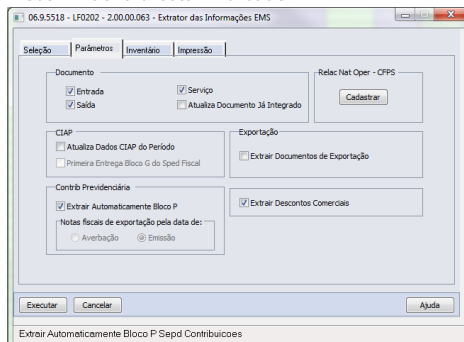 06.9.5518 - LF0202 - 2.00.00.063 - Extrator das Informações EMS
Seleção Parâmetros Inventário Impressão
Documento
Relac Nat Oper - CFPS
Entrada
Serviço
Saída
Atualiza Documento Já Integrado
Cadastrar
CIAP
Exportação
Atualiza Dados CIAP do Período
Primeira Entrega Bloco G do Sped Fiscal
Extrair Documentos de Exportação
Contrib Previdenciária
Extrair Automaticamente Bloco P
Extrair Descontos Comerciais
Notas fiscais de exportação pela data de:
Averbação Emissão
Executar Cancelar Ajuda
Extrair Automaticamente Bloco P Sepd Contribuicoes